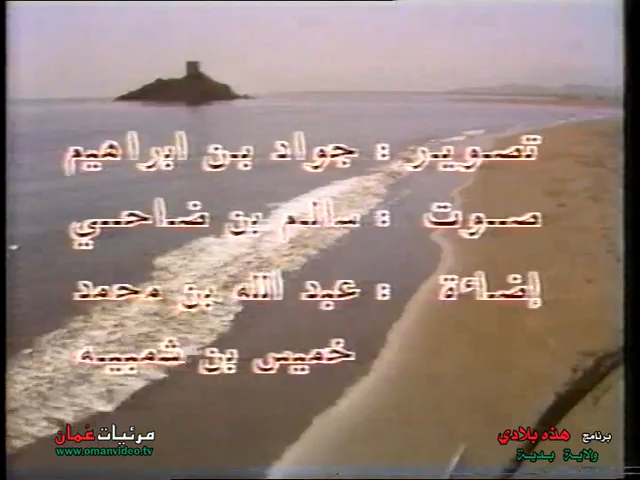 تصوير : جواد بن ابراهيم
صوت : سالم بن ضاحي
إضاءة : عبد الله بن محمد
خميس بن شمبيه
مرئيات عُمان
www.omanvideo.tv
برنامج هذه بلادي
ولاية بدية